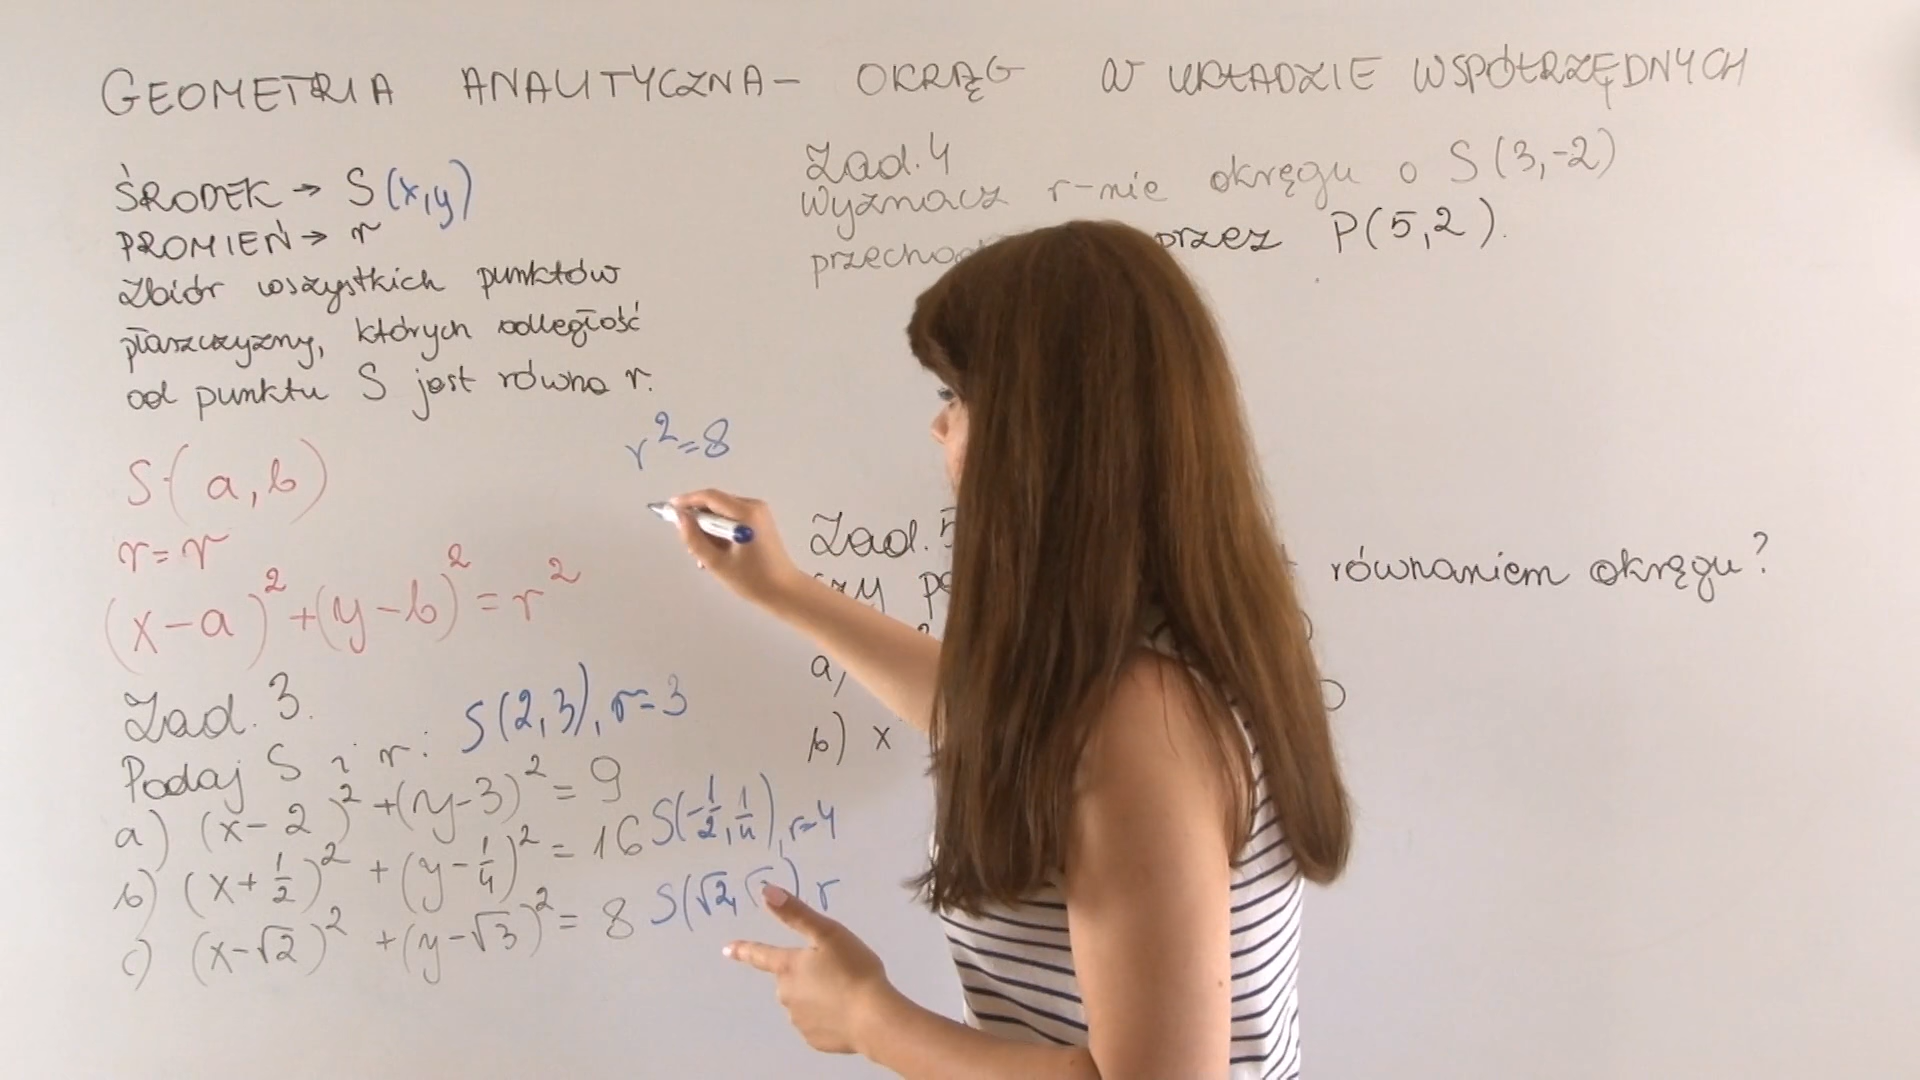 GEOMETRIA ANALITYCZNA - OKRĄG W UKŁADZIE WSPÓŁRZĘDNYCH
ŚRODEK → S(x,y)
PROMIEŃ → r
Zbiór wszystkich punktów
płaszczyzny, których odległość
od punktu S jest równa r.
r²=8
S(a,b)
r=r
(x-a)²+(y-b)²=r²
Zad. 3.
Podaj S i r: S(2,3), r=3
a) (x-2)²+(y-3)²=9
b) (x+1/2)²+(y-1/4)²=16 S(-1/2,1/4), r=4
c) (x-√2)²+(y-√3)²=8 S(√2,√ ) r
Zad. 4
Wyznacz r-nie okręgu o S(3,-2)
przez P(5,2).
Zad. 5
równaniem okręgu?
a)
b) x